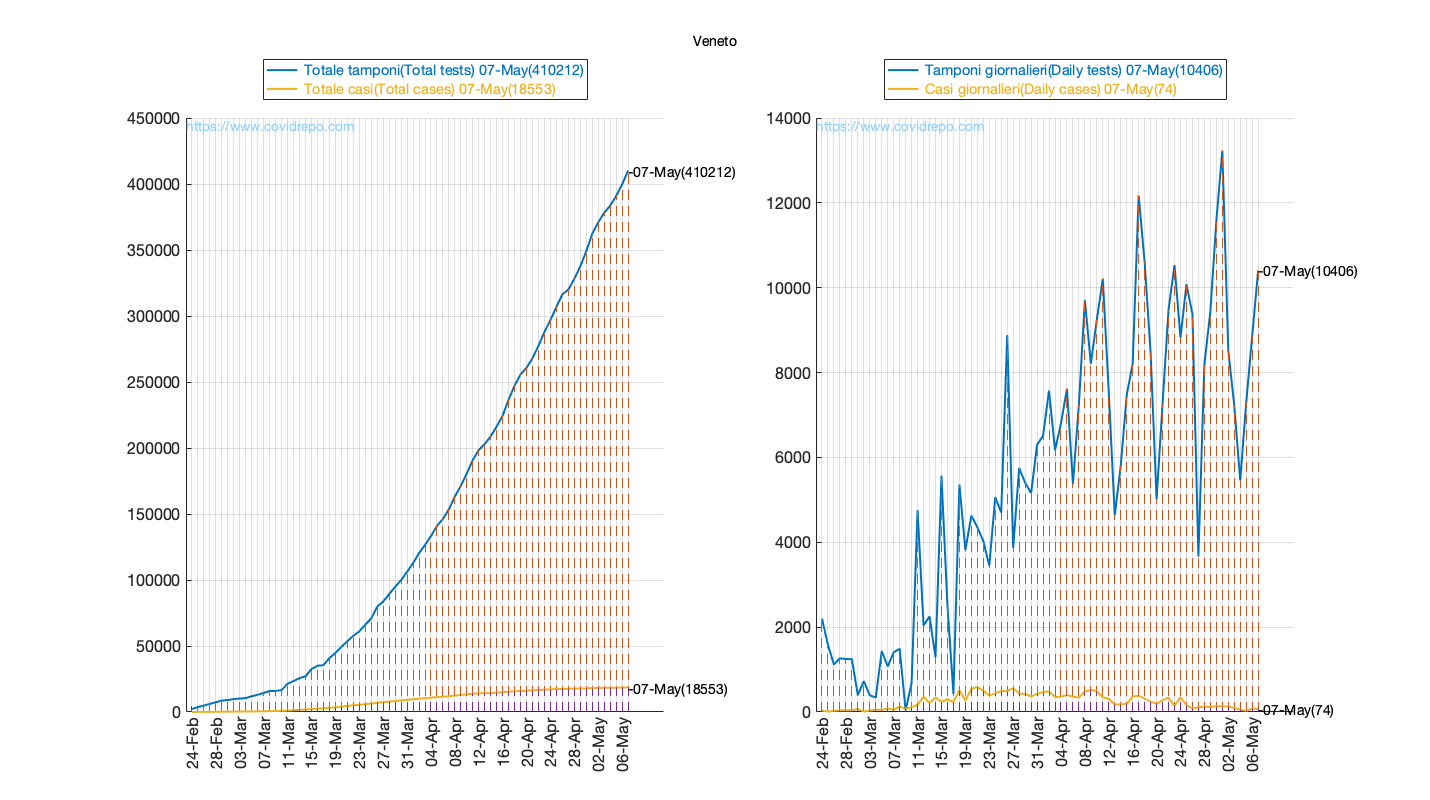 Veneto
Totale tamponi(Total tests) 07-May(410212)
Totale casi(Total cases) 07-May(18553)
450000
400000
350000
300000
250000
200000
150000
100000
50000
0
https://www.covidrepo.com
07-May(410212)
07-May(18553)
24-Feb
28-Feb
03-Mar
07-Mar
11-Mar
15-Mar
19-Mar
23-Mar
27-Mar
31-Mar
04-Apr
08-Apr
12-Apr
16-Apr
20-Apr
24-Apr
28-Apr
02-May
06-May
Tamponi giornalieri(Daily tests) 07-May(10406)
Casi giornalieri(Daily cases) 07-May(74)
14000
12000
10000
8000
6000
4000
2000
0
https://www.covidrepo.com
07-May(10406)
07-May(74)
24-Feb
28-Feb
03-Mar
07-Mar
11-Mar
15-Mar
19-Mar
23-Mar
27-Mar
31-Mar
04-Apr
08-Apr
12-Apr
16-Apr
20-Apr
24-Apr
28-Apr
02-May
06-May